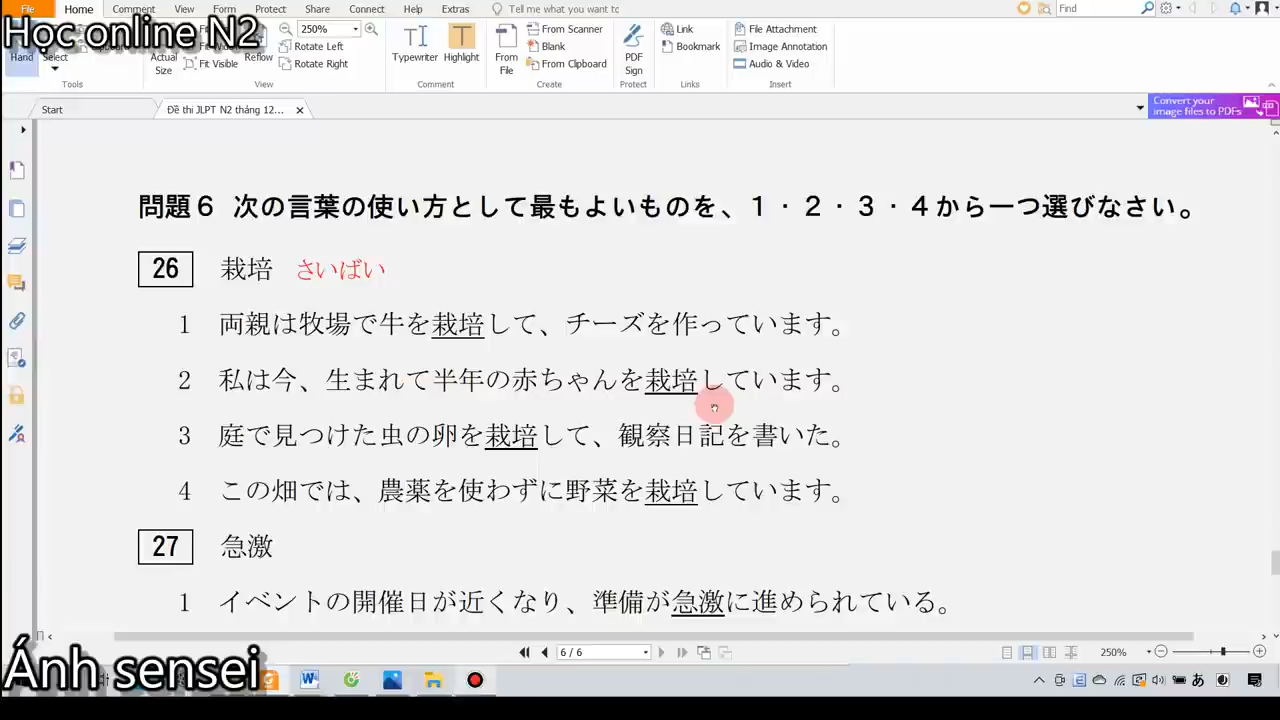 File Home Comment View Form Protect Share Connect Help Extras Tell me what you want to Find
Học online N2
Hand Select Actual Size Fit Visible Reflow 250% Rotate Left Rotate Right Typewriter Highlight From File From Scanner Blank From Clipboard PDF Sign Link Bookmark File Attachment Image Annotation Audio & Video
Tools View Comment Create Protect Links Insert
Start Đề thi JLPT N2 tháng 12... Convert your image files to PDFs
問題6 次の言葉の使い方として最もよいものを、1・2・3・4から一つ選びなさい。
26 栽培 さいばい
1 両親は牧場で牛を栽培して、チーズを作っています。
2 私は今、生まれて半年の赤ちゃんを栽培しています。
3 庭で見つけた虫の卵を栽培して、観察日記を書いた。
4 この畑では、農薬を使わずに野菜を栽培しています。
27 急激
1 イベントの開催日が近くなり、準備が急激に進められている。
6 / 6 250%
Ánh sensei